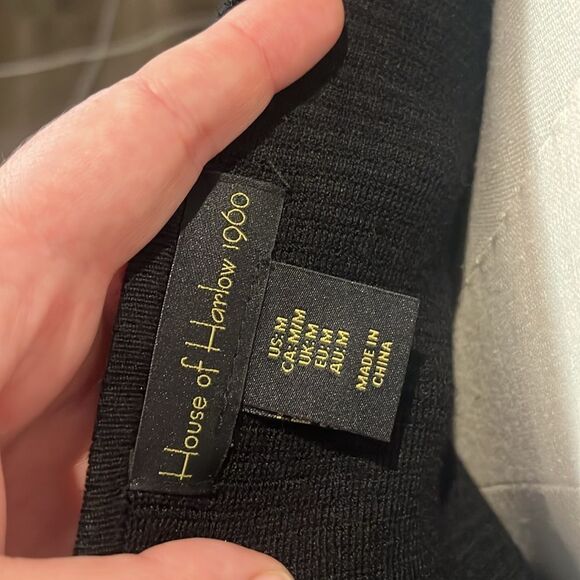 House of Harlow 1960
US:M
CA:M/M
UK:M
EU:M
AU:M
MADE IN
CHINA